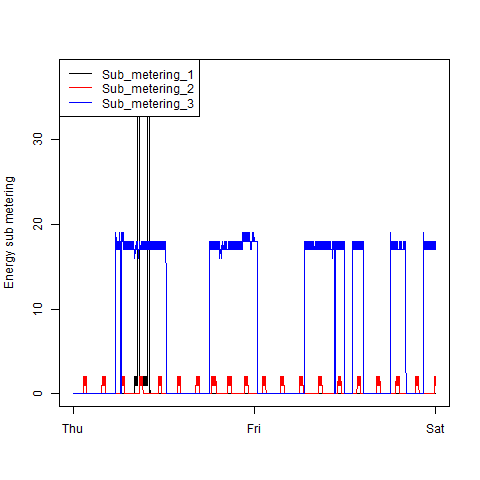 Sub_metering_1
Sub_metering_2
Sub_metering_3
Energy sub metering
30
20
10
0
Thu
Fri
Sat